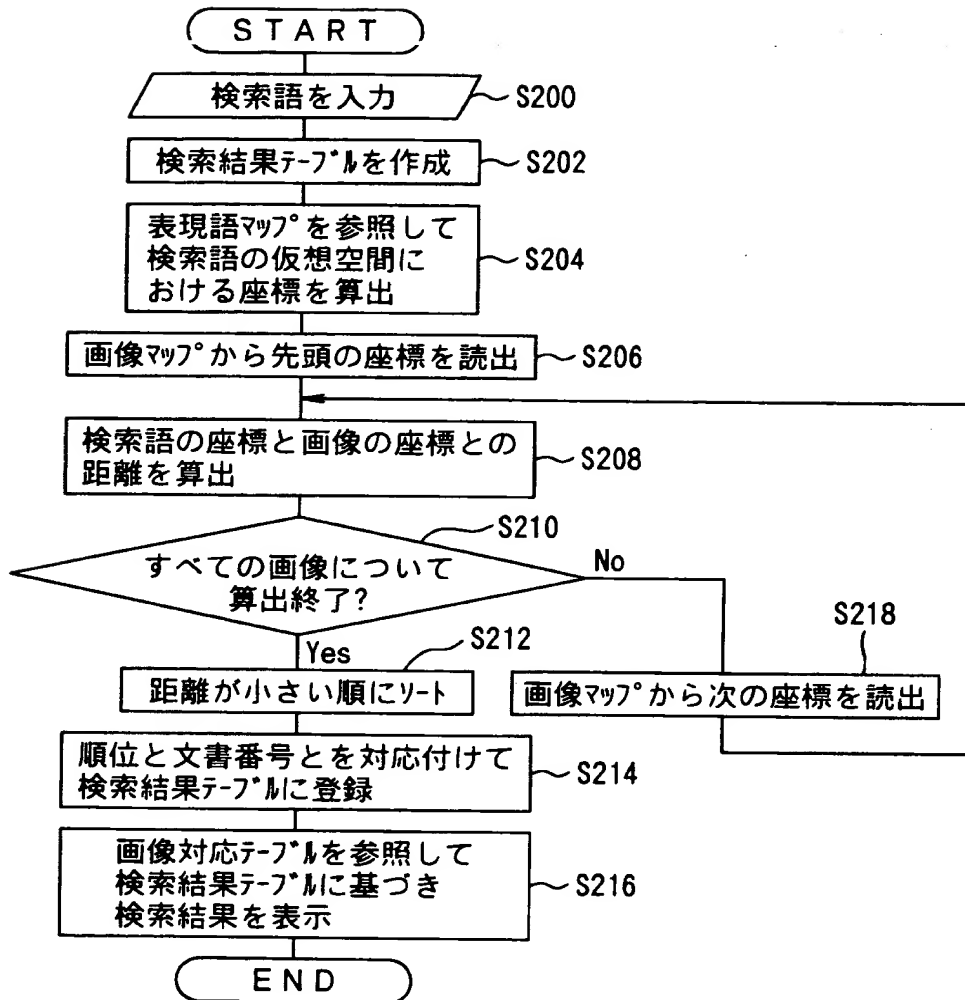 START
検索語を入力
S200
検索結果ﾃｰﾌﾞﾙを作成
S202
表現語ﾏｯﾌﾟを参照して
検索語の仮想空間に
おける座標を算出
S204
画像ﾏｯﾌﾟから先頭の座標を読出
S206
検索語の座標と画像の座標との
距離を算出
S208
S210
すべての画像について
算出終了?
No
Yes
S212
距離が小さい順にｿｰﾄ
S218
画像ﾏｯﾌﾟから次の座標を読出
順位と文書番号とを対応付けて
検索結果ﾃｰﾌﾞﾙに登録
S214
画像対応ﾃｰﾌﾞﾙを参照して
検索結果ﾃｰﾌﾞﾙに基づき
検索結果を表示
S216
END